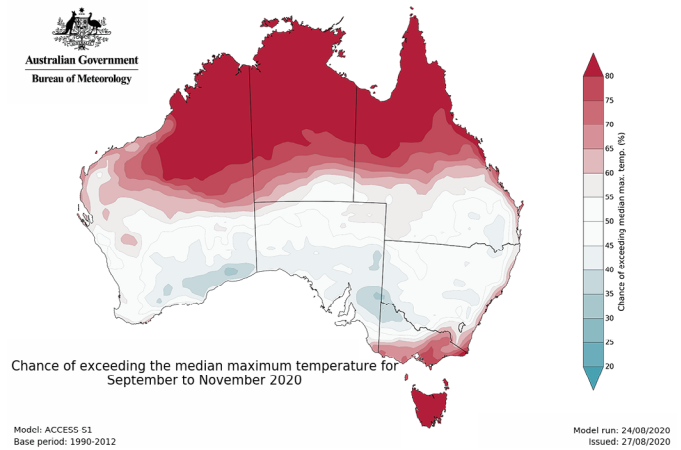 Australian Government
Bureau of Meteorology
80
75
70
65
60
55
50
45
40
35
30
25
20
Chance of exceeding median max. temp. (%)
Chance of exceeding the median maximum temperature for
September to November 2020
Model: ACCESS S1
Base period: 1990-2012
Model run: 24/08/2020
Issued: 27/08/2020